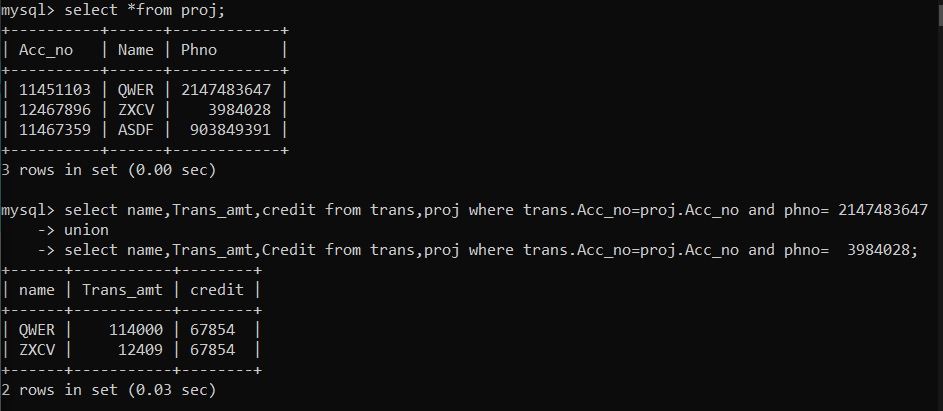 mysql> select *from proj;
+----------+------+------------+
| Acc_no   | Name | Phno       |
+----------+------+------------+
| 11451103 | QWER | 2147483647 |
| 12467896 | ZXCV |    3984028 |
| 11467359 | ASDF |  903849391 |
+----------+------+------------+
3 rows in set (0.00 sec)

mysql> select name,Trans_amt,credit from trans,proj where trans.Acc_no=proj.Acc_no and phno= 2147483647
    -> union
    -> select name,Trans_amt,Credit from trans,proj where trans.Acc_no=proj.Acc_no and phno=  3984028;
+------+-----------+--------+
| name | Trans_amt | credit |
+------+-----------+--------+
| QWER |    114000 | 67854  |
| ZXCV |     12409 | 67854  |
+------+-----------+--------+
2 rows in set (0.03 sec)